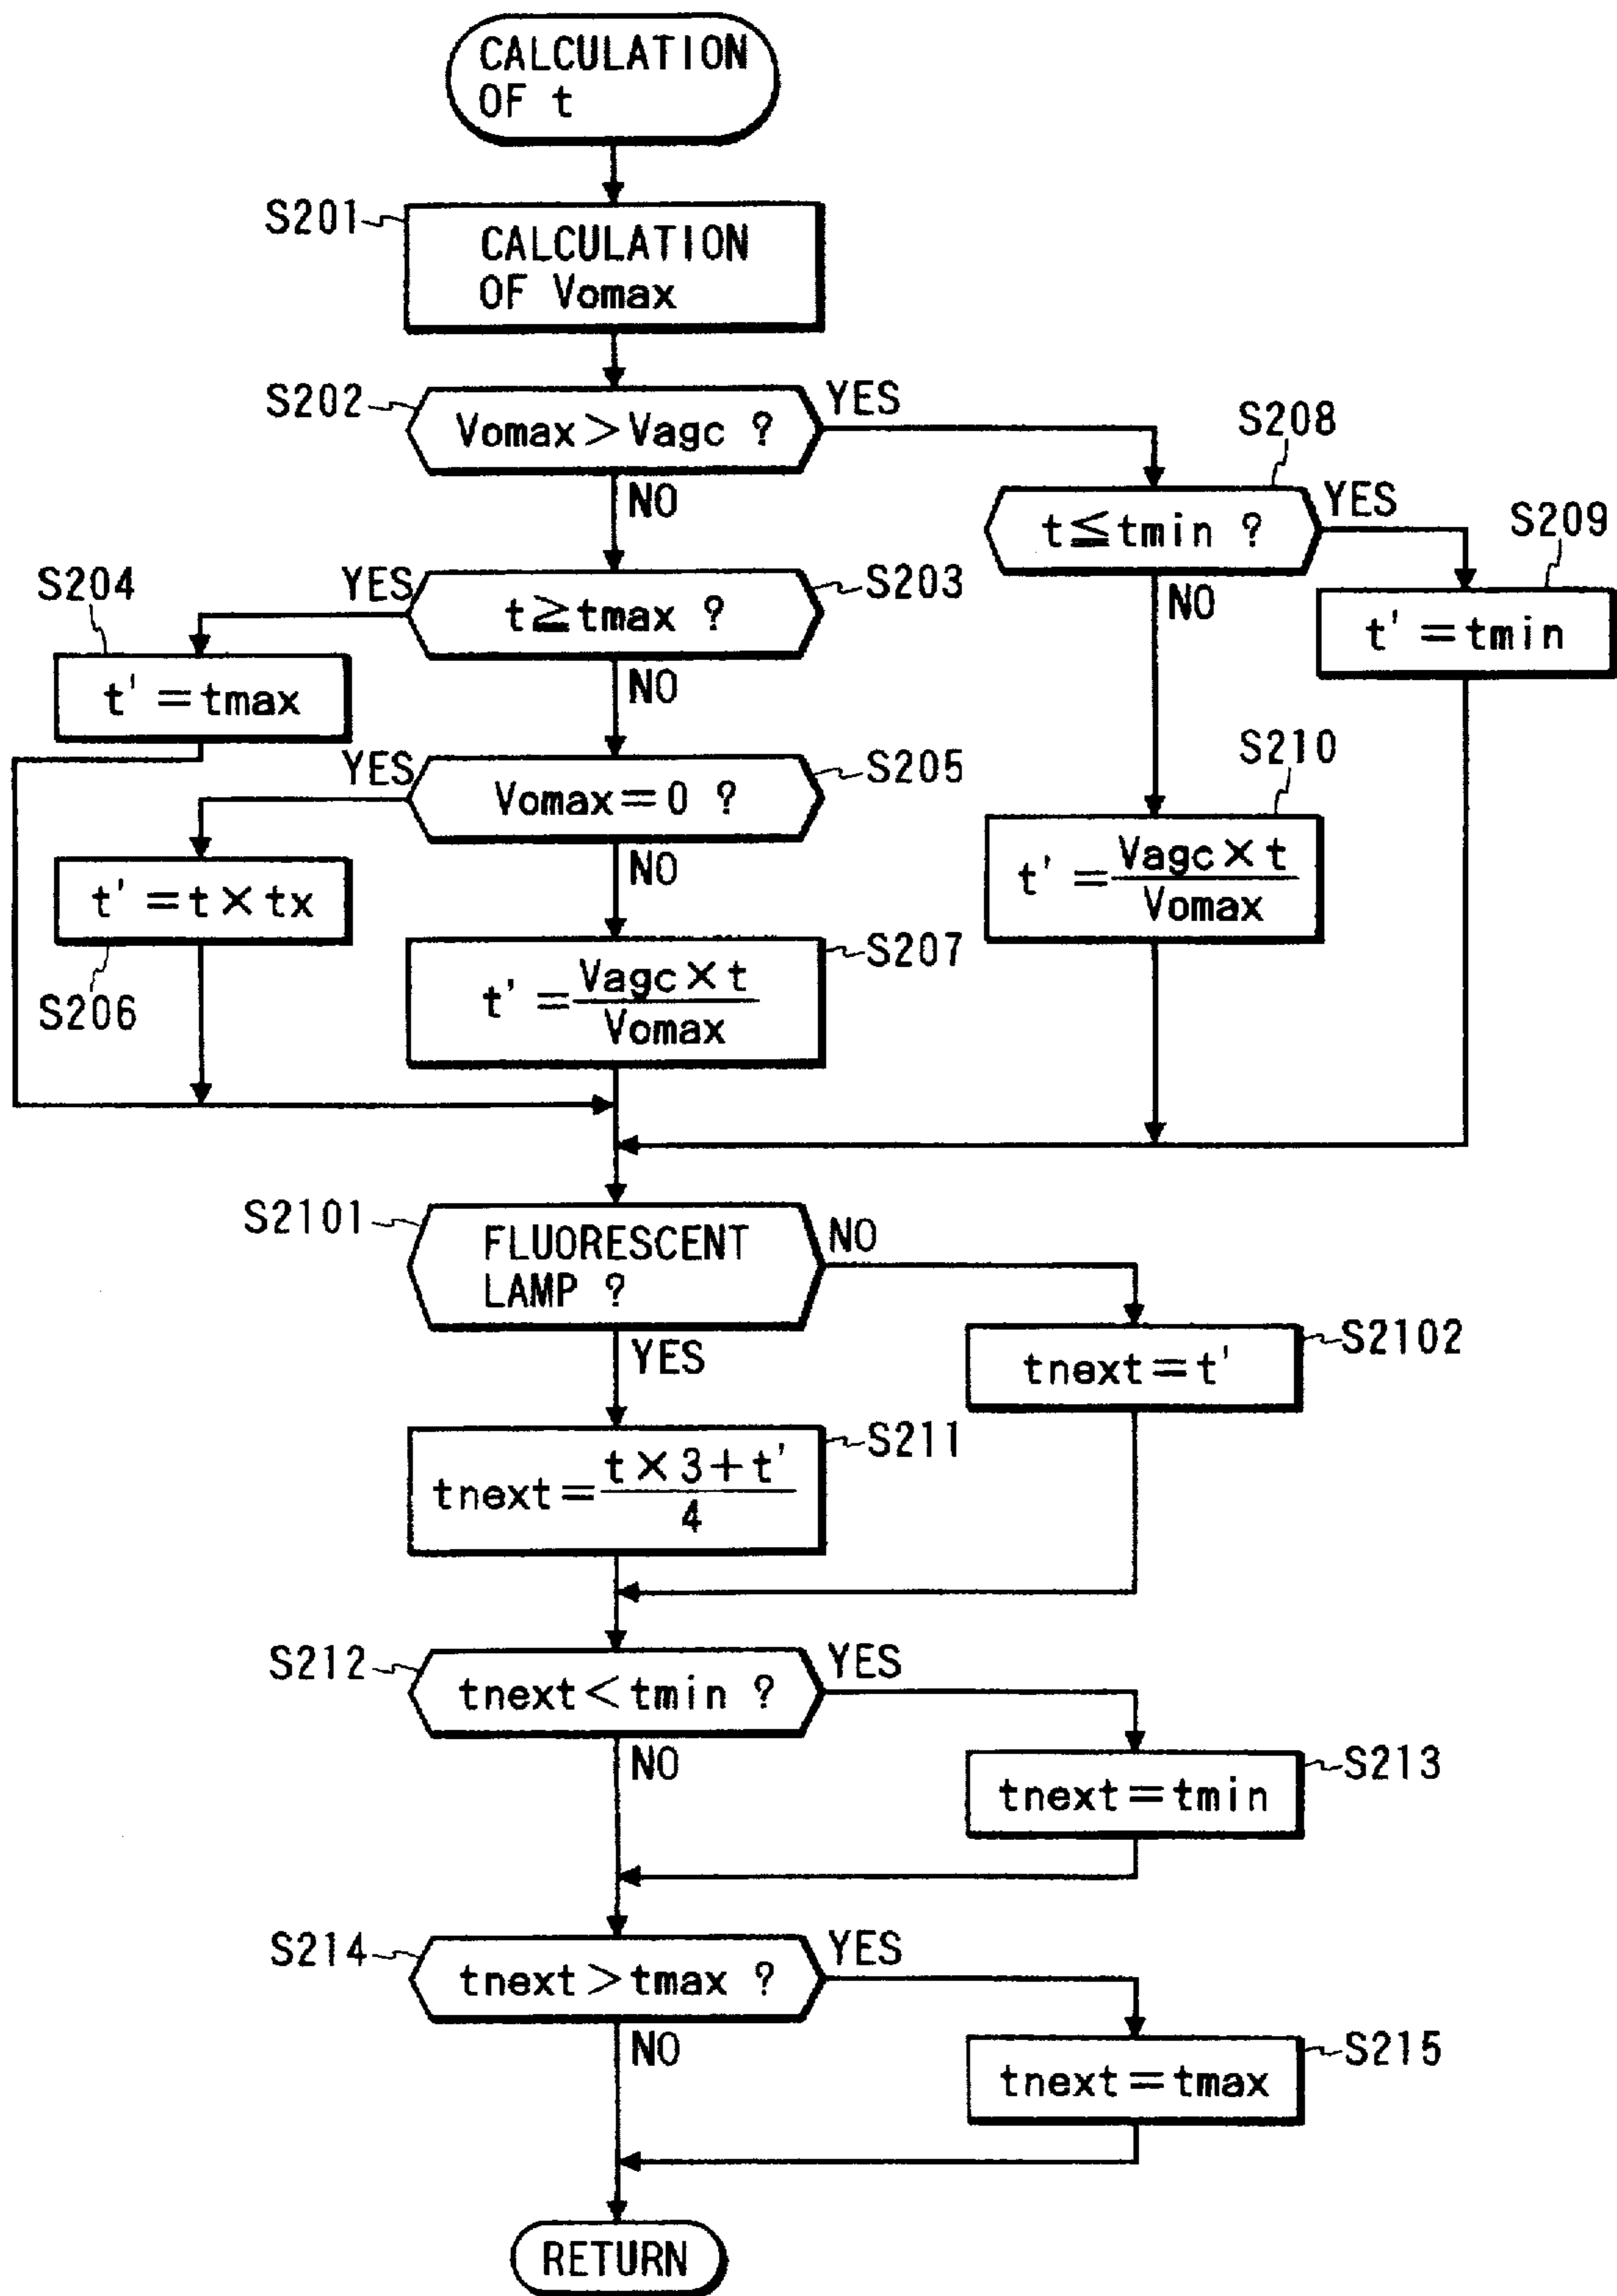 CALCULATION
OF t
S201
CALCULATION
OF Vomax
S202
Vomax > Vagc ?
YES
NO
S208
t ≦ tmin ?
YES
NO
S209
t' = tmin
S203
t ≧ tmax ?
YES
NO
S204
t' = tmax
S205
Vomax = 0 ?
YES
NO
S206
t' = t × tx
S207
t' = Vagc × t / Vomax
S210
t' = Vagc × t / Vomax
S2101
FLUORESCENT
LAMP ?
NO
YES
S2102
tnext = t'
S211
tnext = t × 3 + t' / 4
S212
tnext < tmin ?
YES
NO
S213
tnext = tmin
S214
tnext > tmax ?
YES
NO
S215
tnext = tmax
RETURN